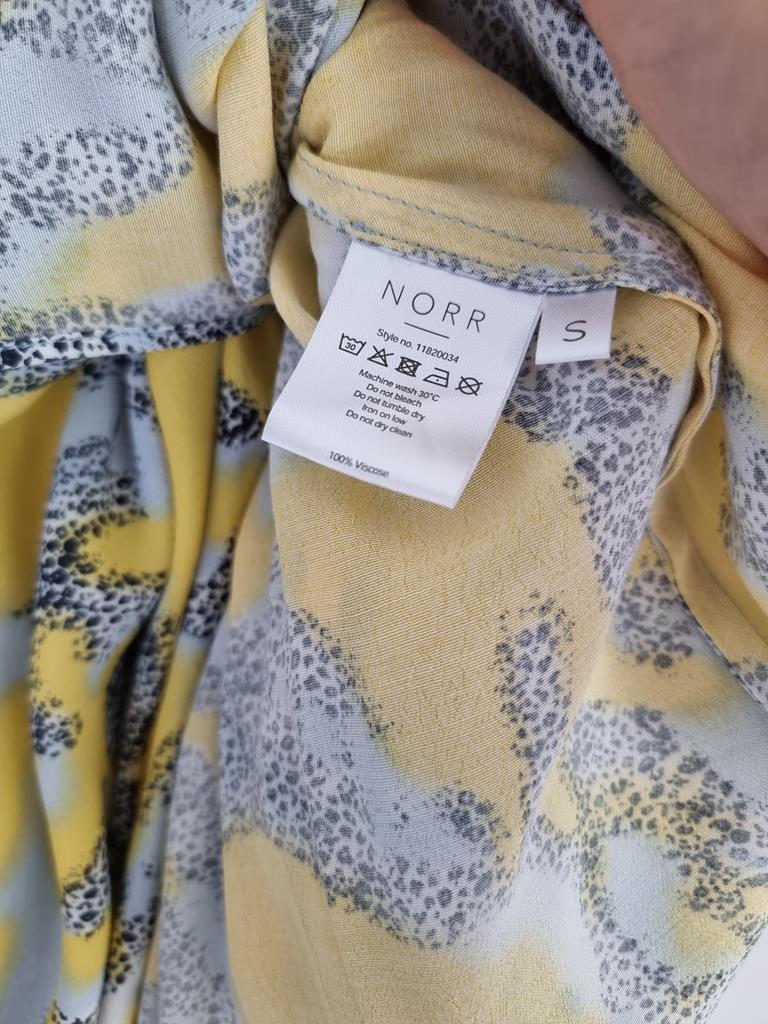 NORR
Style no. 11820034
30
Machine wash 30°C
Do not bleach
Do not tumble dry
Iron on low
Do not dry clean
100% Viscose
S